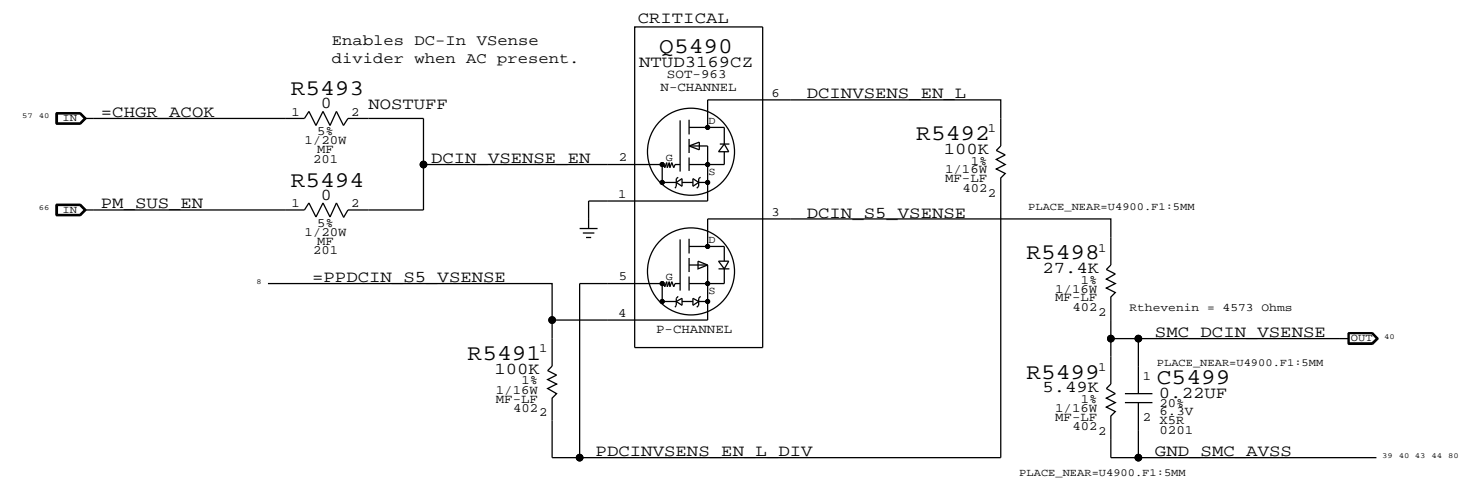 CRITICAL
Enables DC-In VSense
divider when AC present.
Q5490
NTUD3169CZ
SOT-963
N-CHANNEL
R5493
0
NOSTUFF
57 40
IN
=CHGR_ACOK
1
2
5%
1/20W
MF
201
6
DCINVSENS_EN_L
D
G
S
R5492
1
100K
1%
1/16W
MF-LF
402
2
DCIN_VSENSE_EN
2
R5494
0
66
IN
PM_SUS_EN
1
2
5%
1/20W
MF
201
1
3
DCIN_S5_VSENSE
PLACE_NEAR=U4900.F1:5MM
D
G
S
8
=PPDCIN_S5_VSENSE
5
4
P-CHANNEL
R5498
1
27.4K
1%
1/16W
MF-LF
402
2
Rthevenin = 4573 Ohms
SMC_DCIN_VSENSE
OUT
40
R5491
1
100K
1%
1/16W
MF-LF
402
2
PLACE_NEAR=U4900.F1:5MM
R5499
1
5.49K
1%
1/16W
MF-LF
402
2
1
C5499
0.22UF
20%
6.3V
2
X5R
0201
PDCINVSENS_EN_L_DIV
GND_SMC_AVSS
39 40 43 44 80
PLACE_NEAR=U4900.F1:5MM